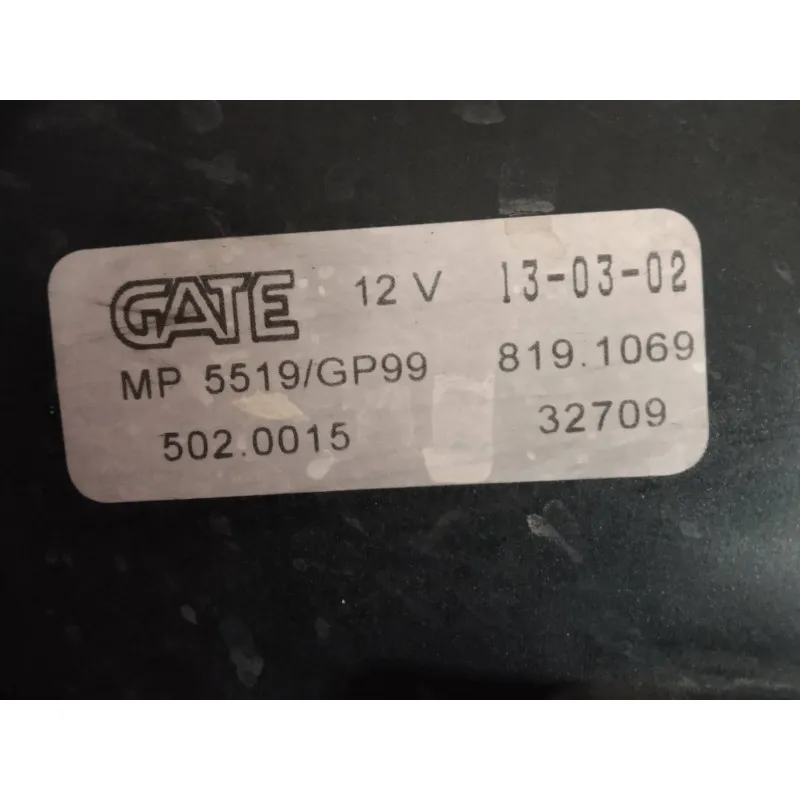 GATE 12 V 13-03-02
MP 5519/GP99 819.1069
502.0015 32709